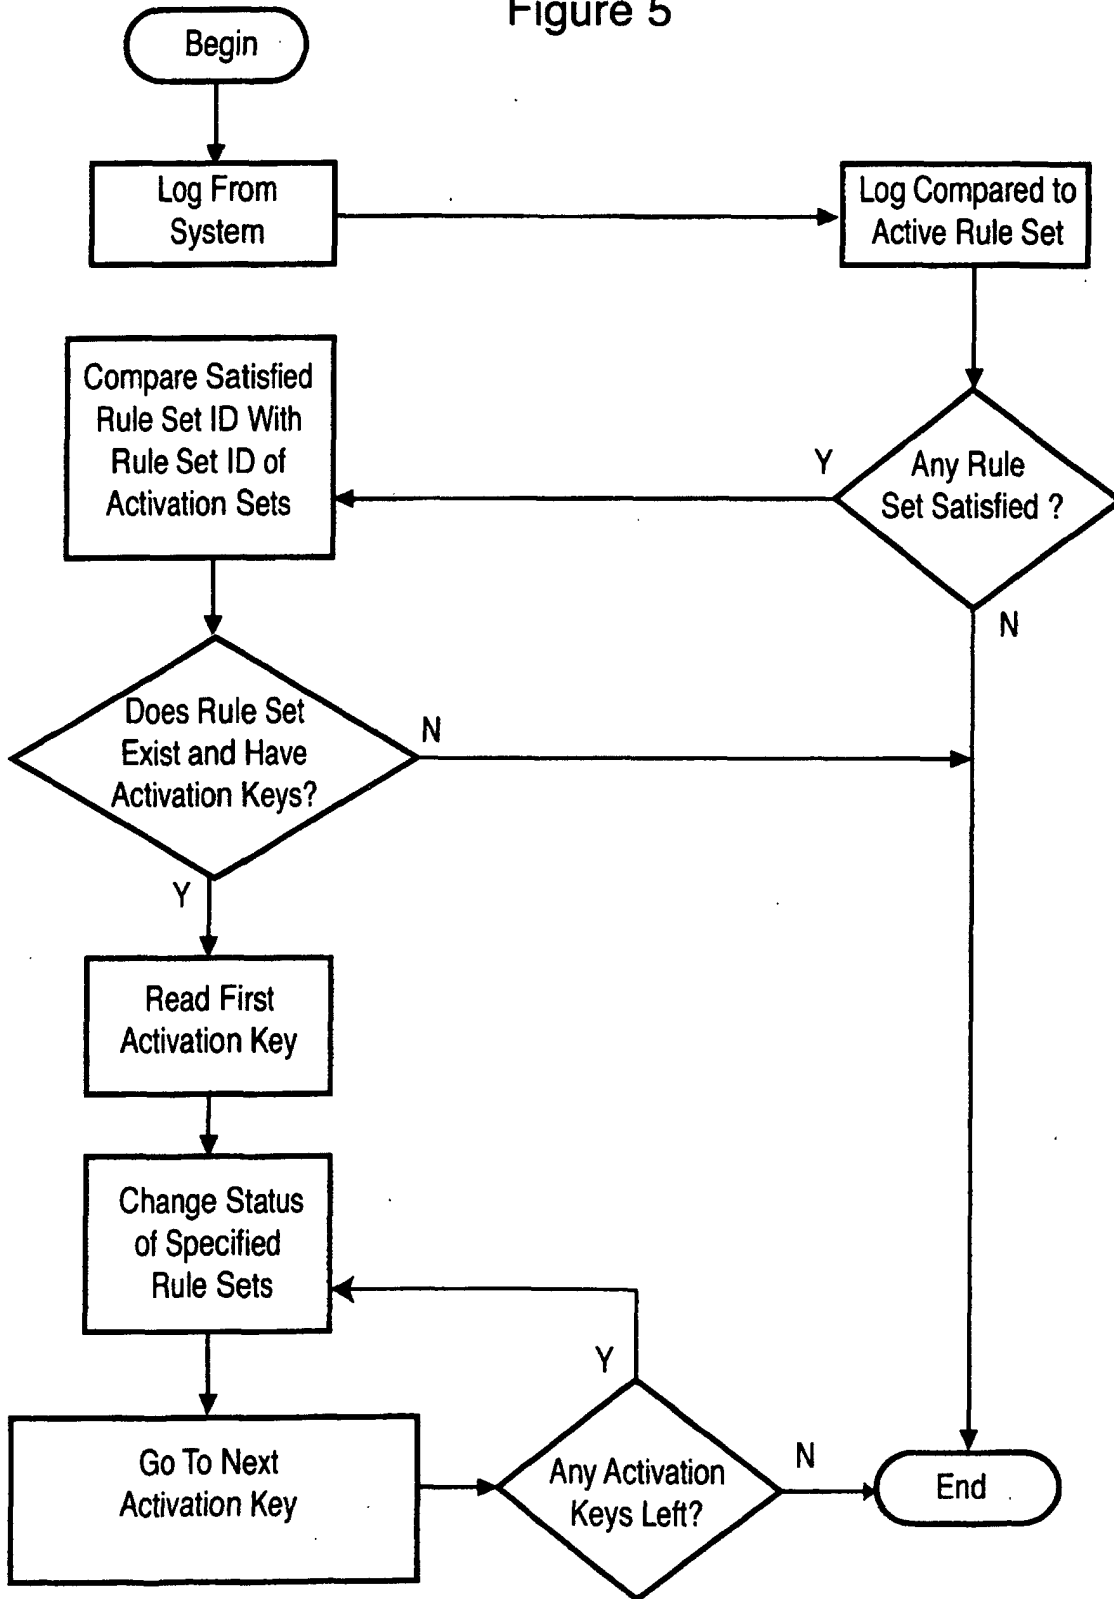 Figure 5
Begin
Log From
System
Log Compared to
Active Rule Set
Compare Satisfied
Rule Set ID With
Rule Set ID of
Activation Sets
Y
Any Rule
Set Satisfied ?
N
Does Rule Set
Exist and Have
Activation Keys?
N
Y
Read First
Activation Key
Change Status
of Specified
Rule Sets
Y
Go To Next
Activation Key
Any Activation
Keys Left?
N
End